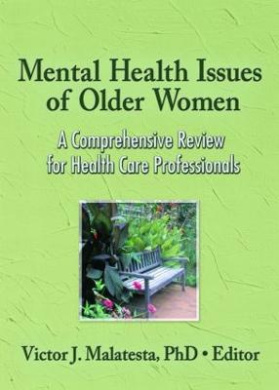 Mental Health Issues
of Older Women
A Comprehensive Review
for Health Care Professionals
Victor J. Malatesta, PhD • Editor